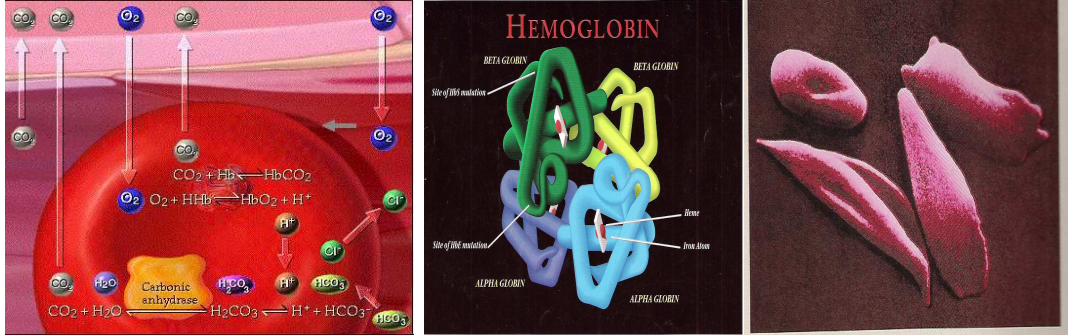 CO₂
CO₂
O₂
CO₂
O₂
CO₂
O₂
CO₂
CO₂ + Hb ⇌ HbCO₂
O₂
O₂ + HHb ⇌ HbO₂ + H⁺
Cl⁻
H⁺
Cl⁻
CO₂
H₂O
Carbonic
anhydrase
H₂CO₃
H⁺
HCO₃⁻
CO₂ + H₂O ⇌ H₂CO₃ ⇌ H⁺ + HCO₃⁻
HCO₃⁻
HEMOGLOBIN
BETA GLOBIN
BETA GLOBIN
Site of HbS mutation
Heme
Site of HbE mutation
Iron Atom
ALPHA GLOBIN
ALPHA GLOBIN